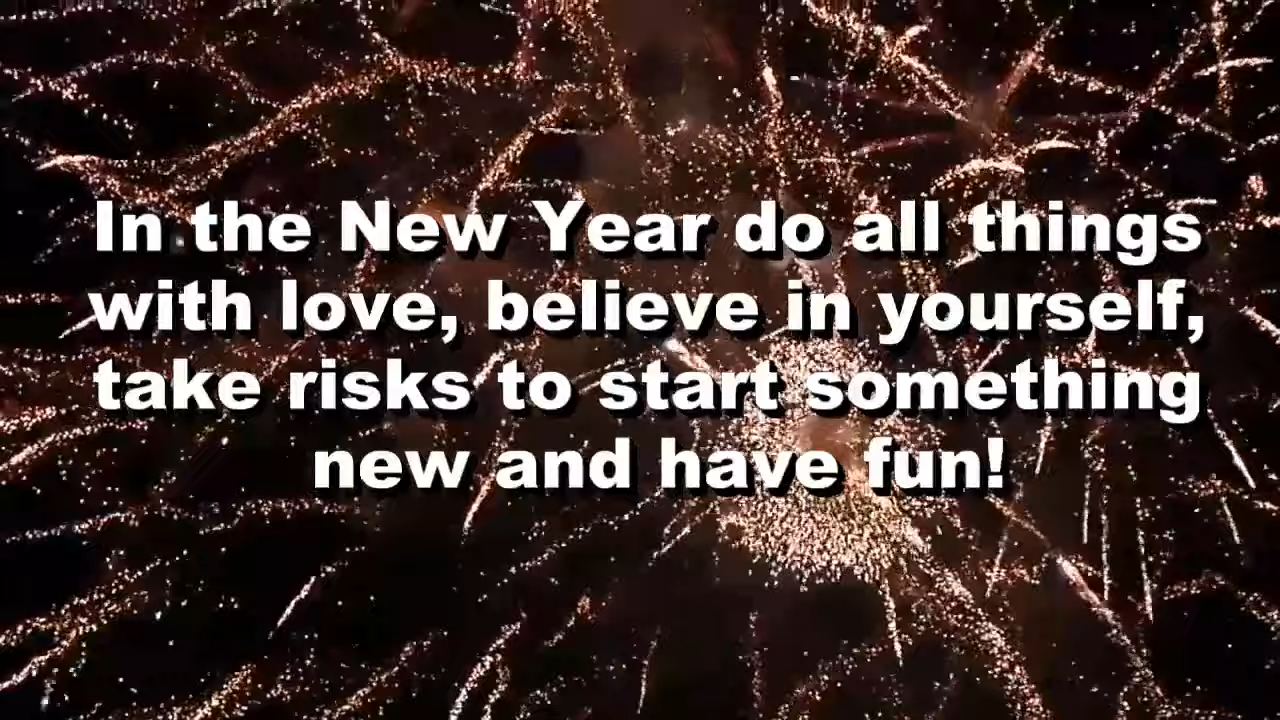 In the New Year do all things
with love, believe in yourself,
take risks to start something
new and have fun!